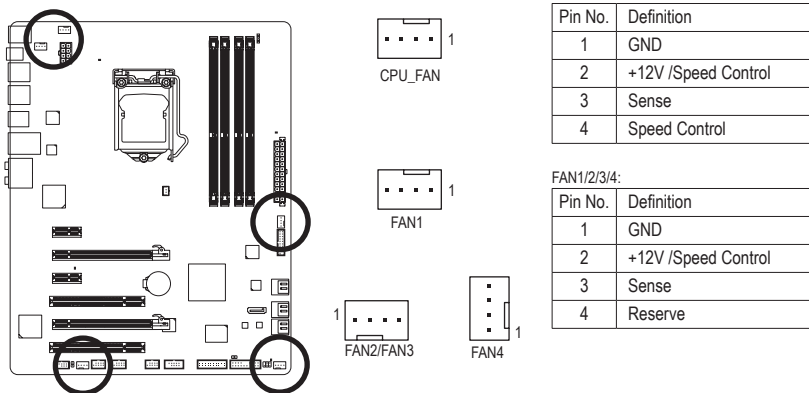 1
CPU_FAN
1
FAN1
1
FAN2/FAN3
1
FAN4
Pin No. Definition
1 GND
2 +12V /Speed Control
3 Sense
4 Speed Control
FAN1/2/3/4:
Pin No. Definition
1 GND
2 +12V /Speed Control
3 Sense
4 Reserve